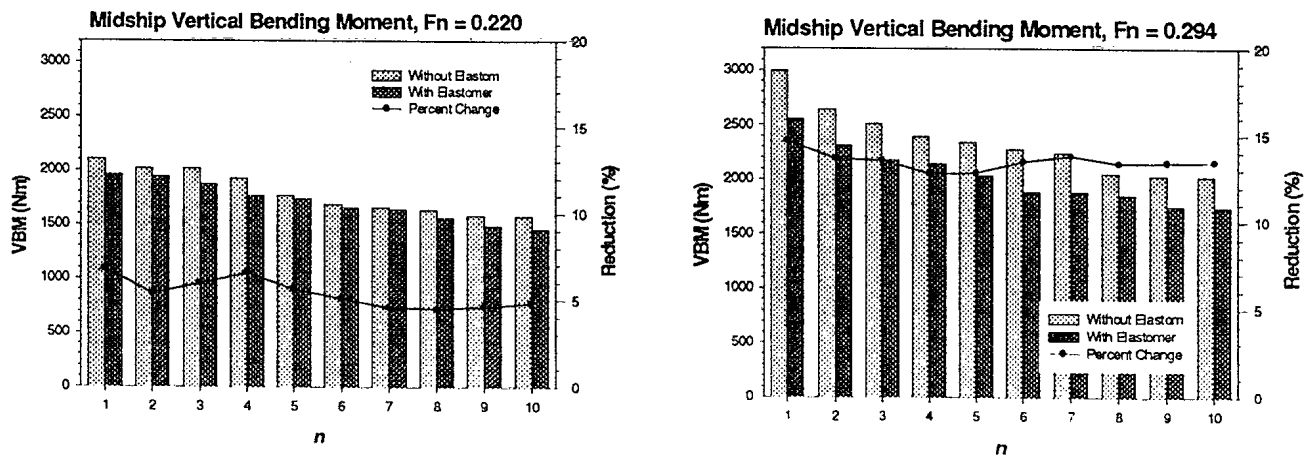 Midship Vertical Bending Moment, Fn = 0.220
3000
2500
2000
1500
1000
500
0
VBM (Nm)
20
15
10
5
0
Reduction (%)
Without Elastom
With Elastomer
Percent Change
1 2 3 4 5 6 7 8 9 10
n
Midship Vertical Bending Moment, Fn = 0.294
3000
2500
2000
1500
1000
500
0
VBM (Nm)
20
15
10
5
0
Reduction (%)
Without Elastom
With Elastomer
Percent Change
1 2 3 4 5 6 7 8 9 10
n